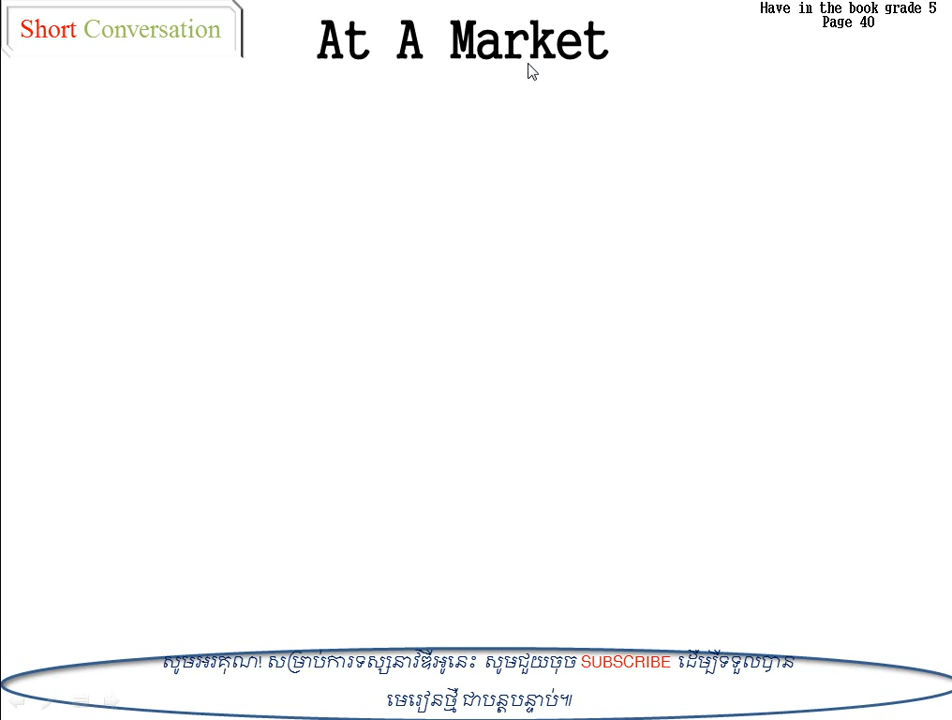 Short Conversation
At A Market
Have in the book grade 5
Page 40
សូមអរគុណ! សម្រាប់ការទស្សនាវីឌីអូនេះ សូមជួយចុច SUBSCRIBE ដើម្បីទទួលបាន
មេរៀនថ្មី ជាបន្តបន្ទាប់៕